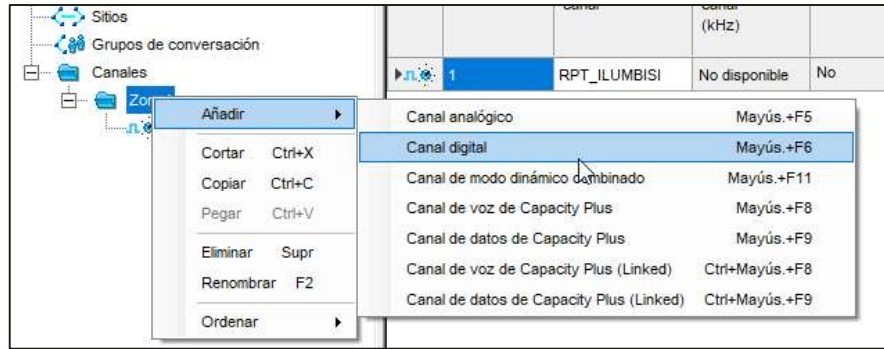 Sitios
Grupos de conversación
Canales
(kHz)
1 RPT_ILUMBISI No disponible No
Añadir
Cortar Ctrl+X
Copiar Ctrl+C
Pegar Ctrl+V
Eliminar Supr
Renombrar F2
Ordenar
Canal analógico Mayús.+F5
Canal digital Mayús.+F6
Canal de modo dinámico combinado Mayús.+F11
Canal de voz de Capacity Plus Mayús.+F8
Canal de datos de Capacity Plus Mayús.+F9
Canal de voz de Capacity Plus (Linked) Ctrl+Mayús.+F8
Canal de datos de Capacity Plus (Linked) Ctrl+Mayús.+F9